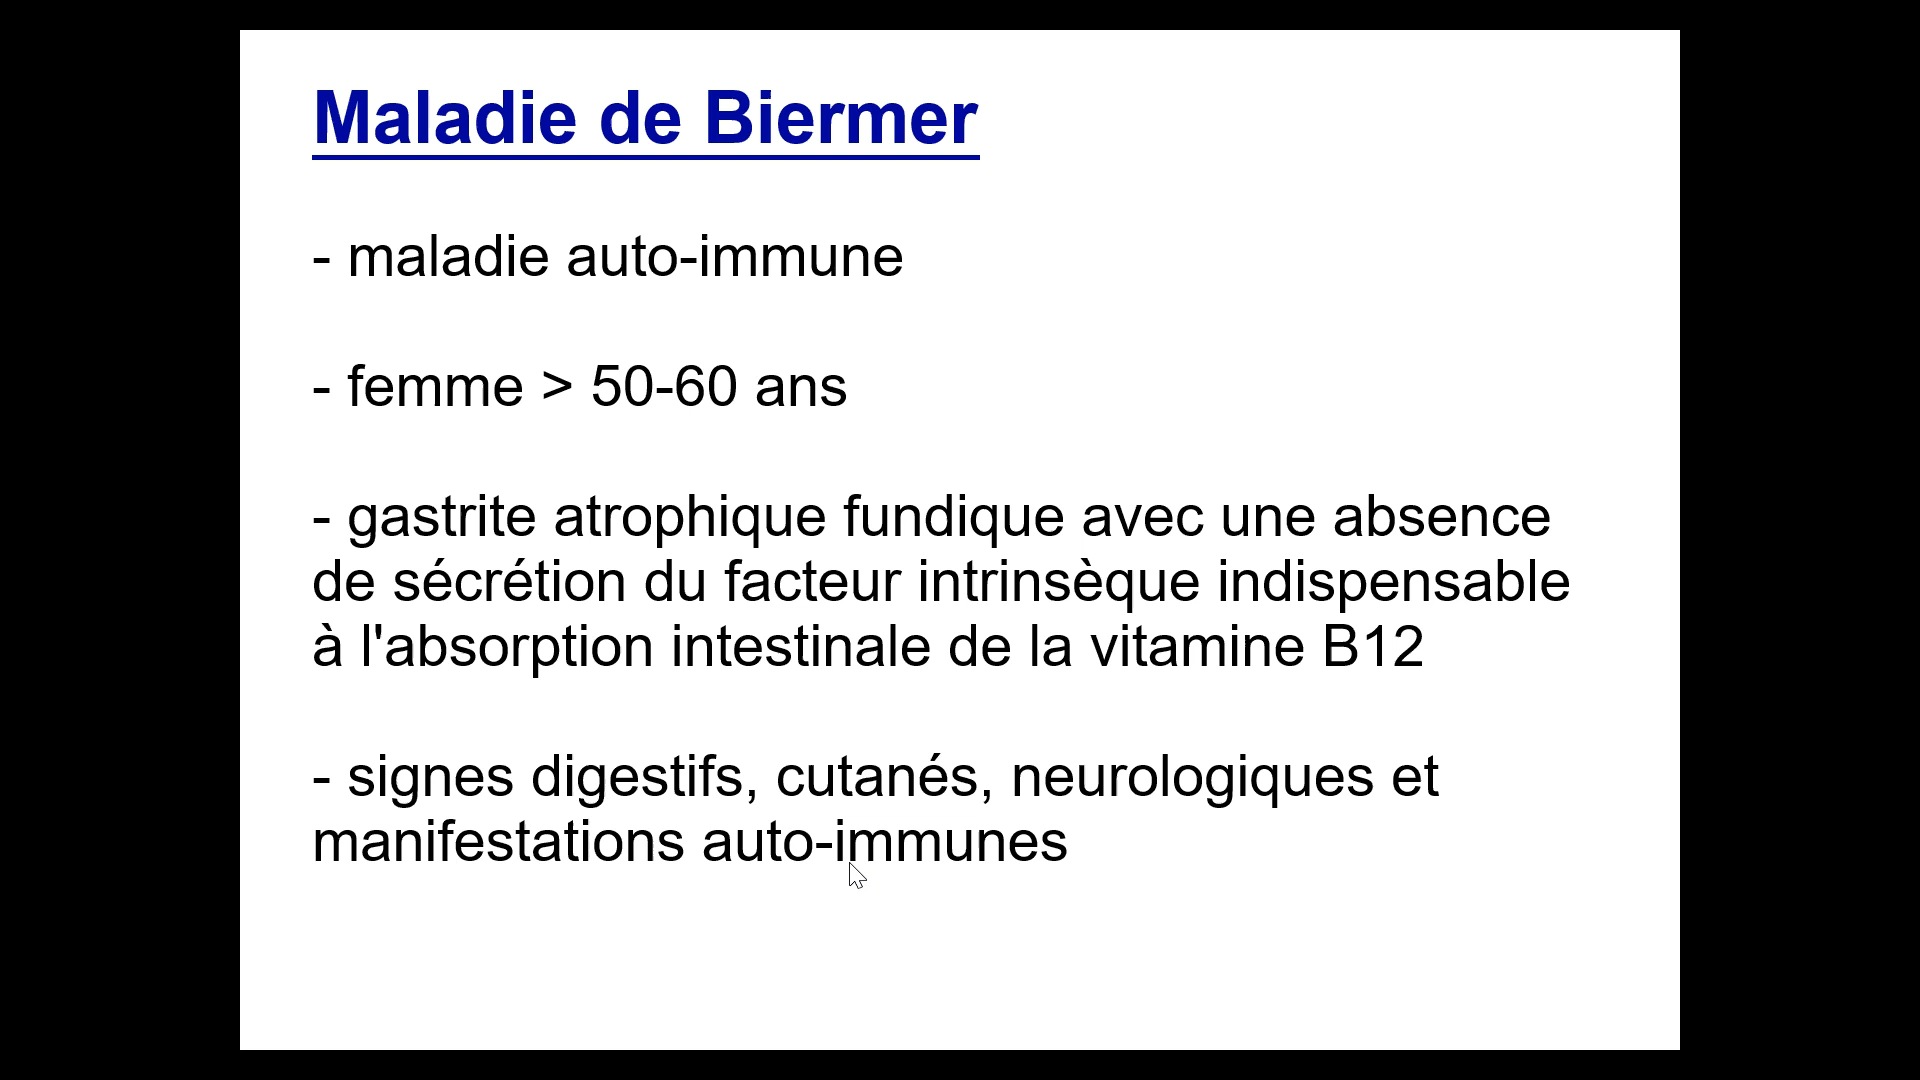 Maladie de Biermer
- maladie auto-immune
- femme > 50-60 ans
- gastrite atrophique fundique avec une absence
de sécrétion du facteur intrinsèque indispensable
à l'absorption intestinale de la vitamine B12
- signes digestifs, cutanés, neurologiques et
manifestations auto-immunes